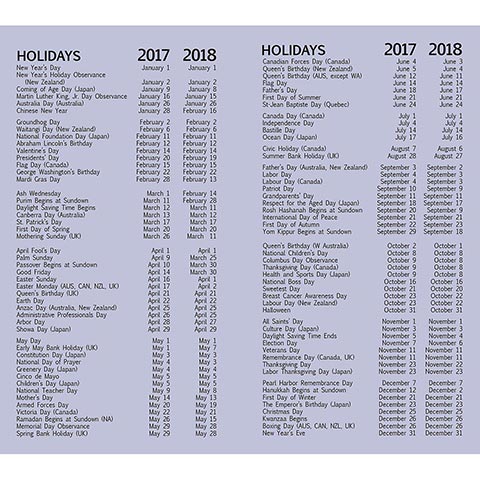 HOLIDAYS 2017 2018
New Year's Day January 1 January 1
New Year's Holiday Observance
(New Zealand) January 2 January 2
Coming of Age Day (Japan) January 9 January 8
Martin Luther King, Jr. Day Observance January 16 January 15
Australia Day (Australia) January 26 January 26
Chinese New Year January 28 February 16
Groundhog Day February 2 February 2
Waitangi Day (New Zealand) February 6 February 6
National Foundation Day (Japan) February 11 February 11
Abraham Lincoln's Birthday February 12 February 12
Valentine's Day February 14 February 14
Presidents' Day February 20 February 19
Flag Day (Canada) February 15 February 15
George Washington's Birthday February 22 February 22
Mardi Gras Day February 28 February 13
Ash Wednesday March 1 February 14
Purim Begins at Sundown March 11 February 28
Daylight Saving Time Begins March 12 March 11
Canberra Day (Australia) March 13 March 12
St. Patrick's Day March 17 March 17
First Day of Spring March 20 March 20
Mothering Sunday (UK) March 26 March 11
April Fool's Day April 1 April 1
Palm Sunday April 9 March 25
Passover Begins at Sundown April 10 March 30
Good Friday April 14 March 30
Easter Sunday April 16 April 1
Easter Monday (AUS, CAN, NZ, UK) April 17 April 2
Queen's Birthday (UK) April 21 April 21
Earth Day April 22 April 22
Anzac Day (Australia, New Zealand) April 25 April 25
Administrative Professionals Day April 26 April 25
Arbor Day April 28 April 27
Showa Day (Japan) April 29 April 29
May Day May 1 May 1
Early May Bank Holiday (UK) May 1 May 7
Constitution Day (Japan) May 3 May 3
National Day of Prayer May 4 May 3
Greenery Day (Japan) May 4 May 4
Cinco de Mayo May 5 May 5
Children's Day (Japan) May 5 May 5
National Teacher Day May 9 May 8
Mother's Day May 14 May 13
Armed Forces Day May 20 May 19
Victoria Day (Canada) May 22 May 21
Ramadan Begins at Sundown (NA) May 26 May 15
Memorial Day Observance May 29 May 28
Spring Bank Holiday (UK) May 29 May 28
HOLIDAYS 2017 2018
Canadian Forces Day (Canada) June 4 June 3
Queen's Birthday (New Zealand) June 5 June 4
Queen's Birthday (AUS, except WA) June 12 June 11
Flag Day June 14 June 14
Father's Day June 18 June 17
First Day of Summer June 21 June 21
St-Jean Baptiste Day (Quebec) June 24 June 24
Canada Day (Canada) July 1 July 1
Independence Day July 4 July 4
Bastille Day July 14 July 14
Ocean Day (Japan) July 17 July 16
Civic Holiday (Canada) August 7 August 6
Summer Bank Holiday (UK) August 28 August 27
Father's Day (Australia, New Zealand) September 3 September 2
Labor Day September 4 September 3
Labour Day (Canada) September 4 September 3
Patriot Day September 11 September 11
Grandparents' Day September 10 September 9
Respect for the Aged Day (Japan) September 18 September 17
Rosh Hashanah Begins at Sundown September 20 September 9
International Day of Peace September 21 September 21
First Day of Autumn September 22 September 22
Yom Kippur Begins at Sundown September 29 September 18
Queen's Birthday (W Australia) October 2 October 1
National Children's Day October 8
Columbus Day Observance October 9 October 8
Thanksgiving Day (Canada) October 9 October 8
Health and Sports Day (Japan) October 9 October 8
National Boss Day October 16 October 16
Sweetest Day October 21 October 20
Breast Cancer Awareness Day
Labour Day (New Zealand) October 23 October 22
Halloween October 31 October 31
All Saints' Day November 1 November 1
Culture Day (Japan) November 3 November 3
Daylight Saving Time Ends November 5 November 4
Election Day November 7 November 6
Veterans Day November 11 November 11
Remembrance Day (Canada, UK) November 11 November 11
Thanksgiving Day November 23 November 22
Labor Thanksgiving Day (Japan) November 23 November 23
Pearl Harbor Remembrance Day December 7 December 7
Hanukkah Begins at Sundown December 12 December 2
First Day of Winter December 21 December 21
The Emperor's Birthday (Japan) December 23 December 23
Christmas Day December 25 December 25
Kwanzaa Begins December 26 December 26
Boxing Day (AUS, CAN, NZ, UK) December 26 December 26
New Year's Eve December 31 December 31